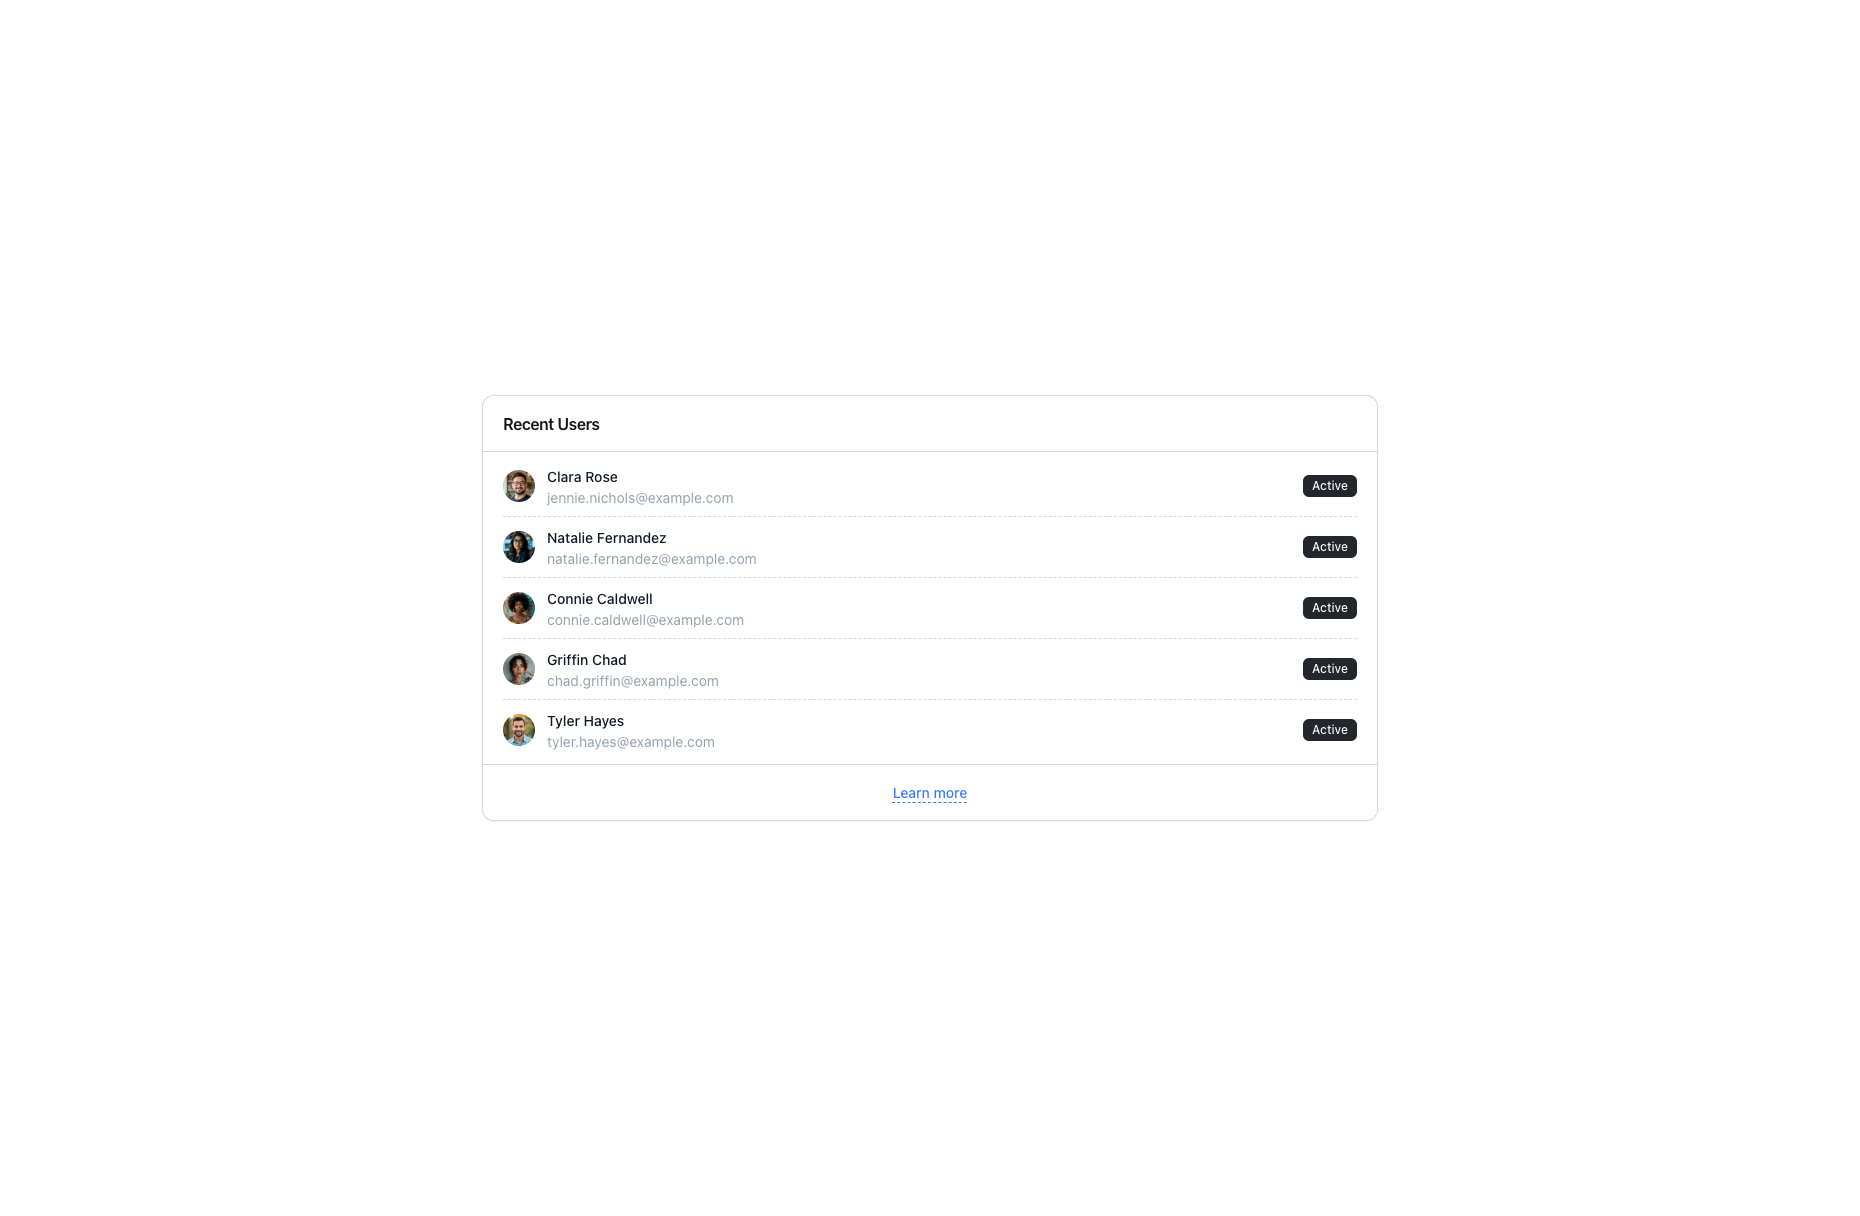 Recent Users
Clara Rose
jennie.nichols@example.com
Active
Natalie Fernandez
natalie.fernandez@example.com
Active
Connie Caldwell
connie.caldwell@example.com
Active
Griffin Chad
chad.griffin@example.com
Active
Tyler Hayes
tyler.hayes@example.com
Active
Learn more